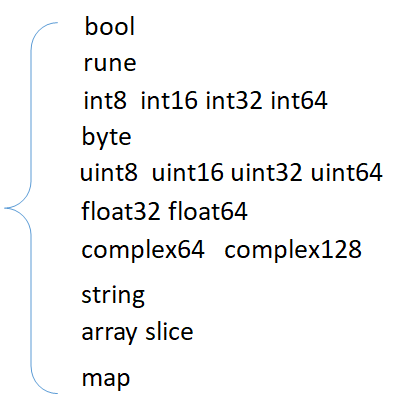 bool
rune
int8 int16 int32 int64
byte
uint8 uint16 uint32 uint64
float32 float64
complex64 complex128
string
array slice
map